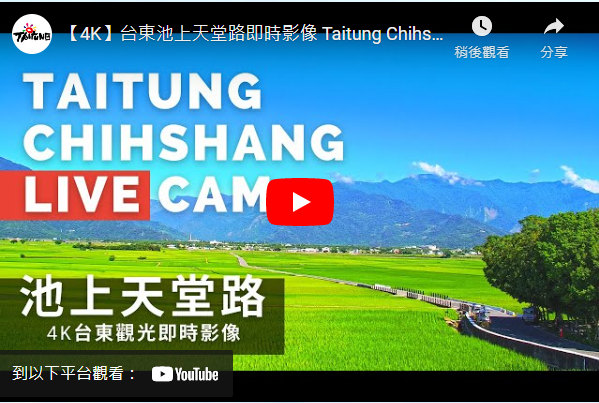 TAITUNG
【4K】台東池上天堂路即時影像 Taitung Chihs...
稍後觀看
分享
TAITUNG
CHIHSHANG
LIVE CAM
池上天堂路
4K台東觀光即時影像
到以下平台觀看：
YouTube